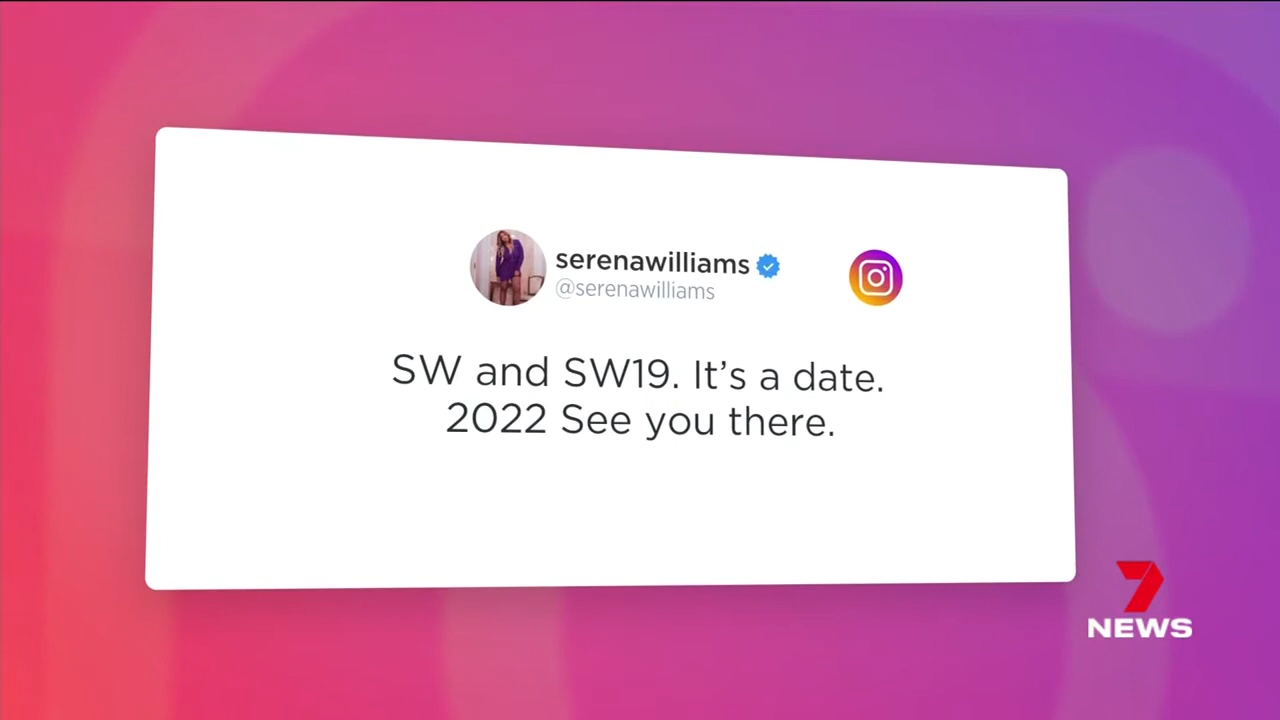 serenawilliams
@serenawilliams
SW and SW19. It's a date.
2022 See you there.
7
NEWS